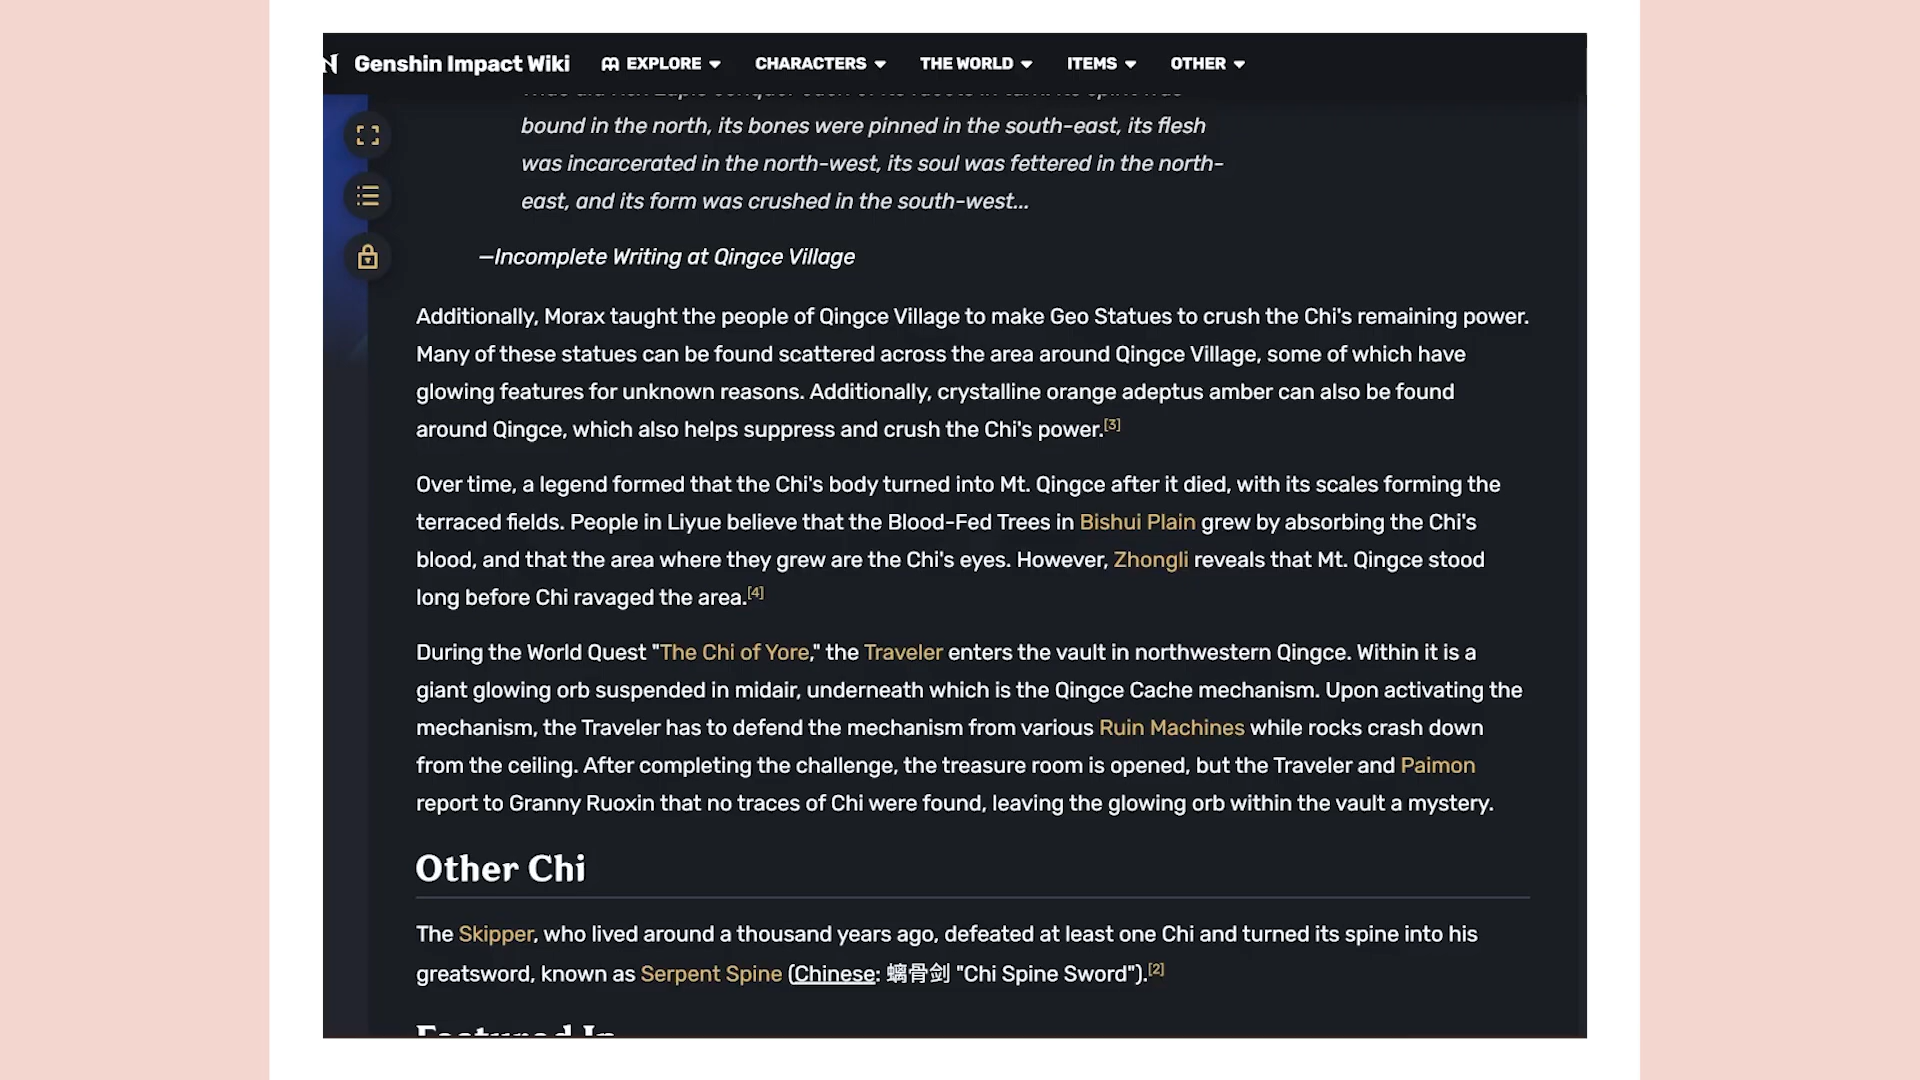 Genshin Impact Wiki EXPLORE CHARACTERS THE WORLD ITEMS OTHER
bound in the north, its bones were pinned in the south-east, its flesh
was incarcerated in the north-west, its soul was fettered in the north-
east, and its form was crushed in the south-west...
—Incomplete Writing at Qingce Village
Additionally, Morax taught the people of Qingce Village to make Geo Statues to crush the Chi's remaining power.
Many of these statues can be found scattered across the area around Qingce Village, some of which have
glowing features for unknown reasons. Additionally, crystalline orange adeptus amber can also be found
around Qingce, which also helps suppress and crush the Chi's power.[3]
Over time, a legend formed that the Chi's body turned into Mt. Qingce after it died, with its scales forming the
terraced fields. People in Liyue believe that the Blood-Fed Trees in Bishui Plain grew by absorbing the Chi's
blood, and that the area where they grew are the Chi's eyes. However, Zhongli reveals that Mt. Qingce stood
long before Chi ravaged the area.[4]
During the World Quest "The Chi of Yore," the Traveler enters the vault in northwestern Qingce. Within it is a
giant glowing orb suspended in midair, underneath which is the Qingce Cache mechanism. Upon activating the
mechanism, the Traveler has to defend the mechanism from various Ruin Machines while rocks crash down
from the ceiling. After completing the challenge, the treasure room is opened, but the Traveler and Paimon
report to Granny Ruoxin that no traces of Chi were found, leaving the glowing orb within the vault a mystery.
Other Chi
The Skipper, who lived around a thousand years ago, defeated at least one Chi and turned its spine into his
greatsword, known as Serpent Spine (Chinese: 螭骨剑 "Chi Spine Sword").[2]
Featured In